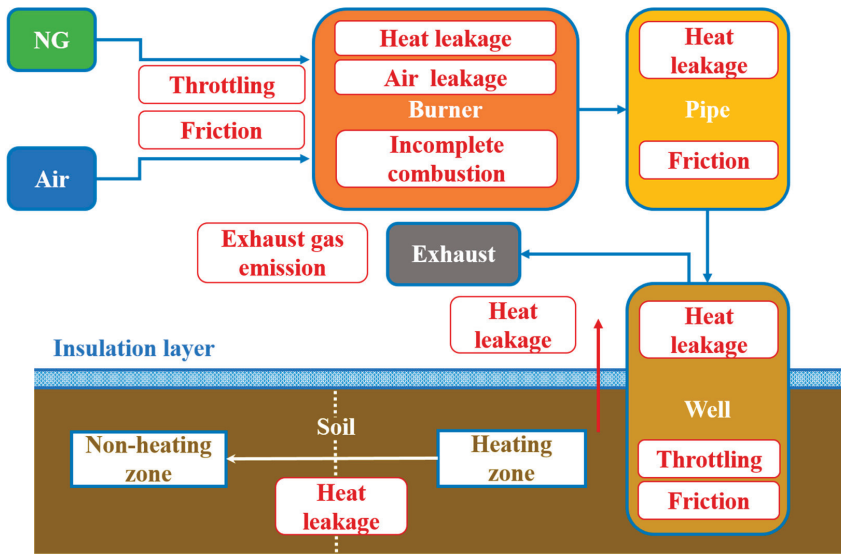 NG
Throttling
Friction
Air
Heat leakage
Air leakage
Burner
Incomplete
combustion
Heat
leakage
Pipe
Friction
Exhaust gas
emission
Exhaust
Heat
leakage
Heat
leakage
Well
Throttling
Friction
Insulation layer
Soil
Non-heating
zone
Heating
zone
Heat
leakage